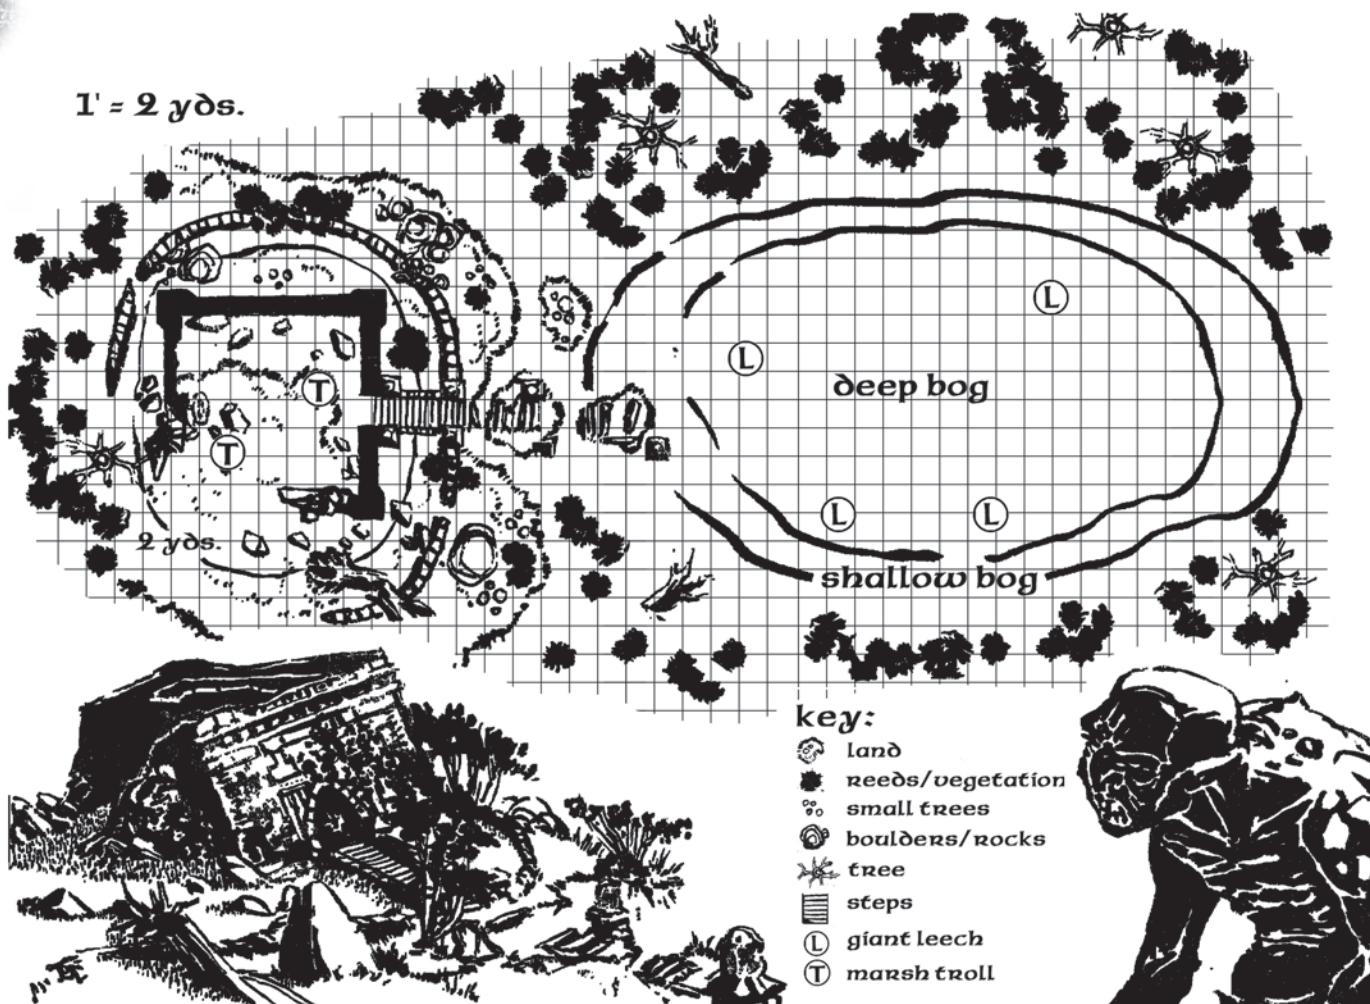 1' = 2 yds.
L
L
deep bog
T
T
L
L
2 yds.
shallow bog
key:
land
reeds/vegetation
small trees
boulders/rocks
tree
steps
L giant leech
T marsh troll